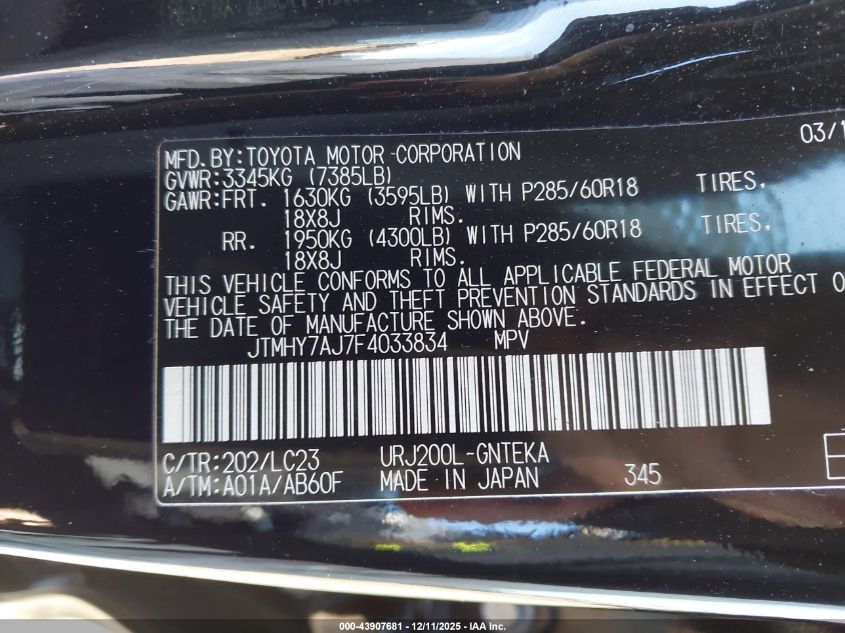 03/1
MFD.BY:TOYOTA MOTOR CORPORATION
GVWR:3345KG (7385LB)
GAWR:FRT. 1630KG (3595LB) WITH P285/60R18 TIRES,
18X8J RIMS.
RR. 1950KG (4300LB) WITH P285/60R18 TIRES,
18X8J RIMS.
THIS VEHICLE CONFORMS TO ALL APPLICABLE FEDERAL MOTOR
VEHICLE SAFETY AND THEFT PREVENTION STANDARDS IN EFFECT O
THE DATE OF MANUFACTURE SHOWN ABOVE.
JTMHY7AJ7F4033834 MPV
C/TR:202/LC23 URJ200L-GNTEKA
A/TM:A01A/AB60F MADE IN JAPAN 345
000-43907681 - 12/11/2025 - IAA Inc.